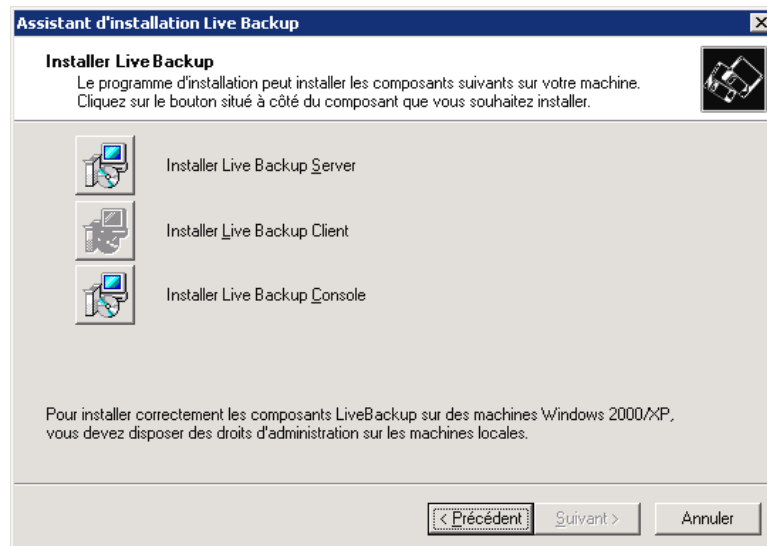 Assistant d'installation Live Backup
Installer Live Backup
Le programme d'installation peut installer les composants suivants sur votre machine.
Cliquez sur le bouton situé à côté du composant que vous souhaitez installer.
Installer Live Backup Server
Installer Live Backup Client
Installer Live Backup Console
Pour installer correctement les composants LiveBackup sur des machines Windows 2000/XP,
vous devez disposer des droits d'administration sur les machines locales.
< Précédent Suivant > Annuler